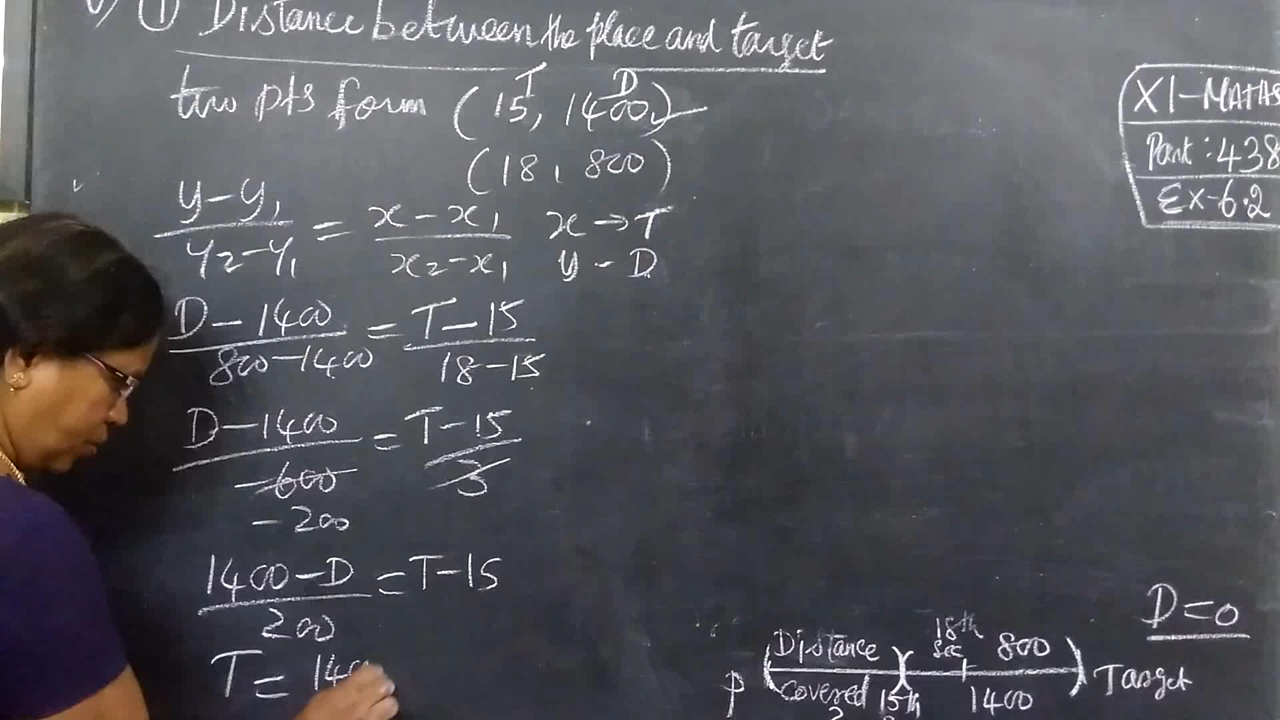 ① Distance between the place and target
T D
two pts form (15, 1400)
(18, 800)
y-y₁ / y₂-y₁ = x-x₁ / x₂-x₁
x → T
y - D
D-1400 / 800-1400 = T-15 / 18-15
D-1400 / -600 = T-15 / 3
-200
1400-D / 200 = T-15
T =
XI-MATHS
Part: 438
Ex-6.2
D=0
Distance 18th sec 800
P Target
covered 15th 1400
?